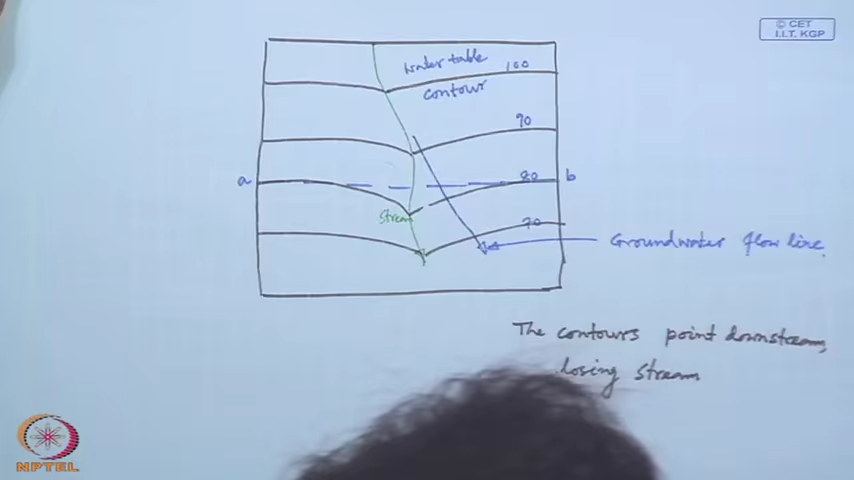 © CET
I.I.T. KGP
water table
contour
100
90
a
80
b
Stream
70
Groundwater flow line.
The contours point downstream,
losing stream
NPTEL